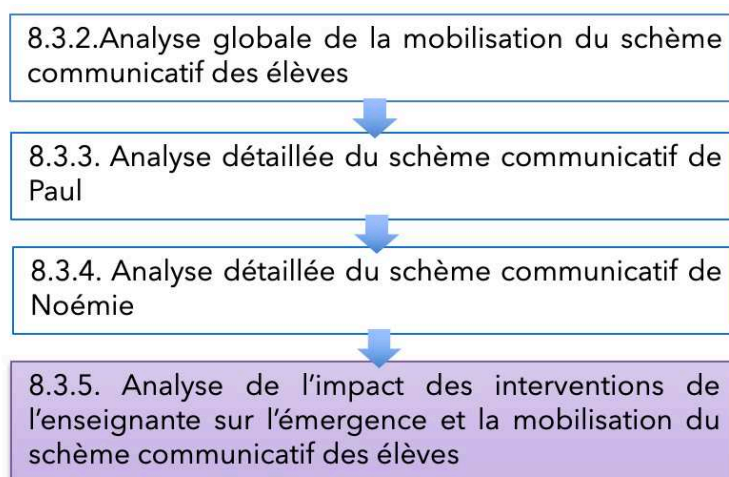 8.3.2.Analyse globale de la mobilisation du schème
communicatif des élèves
8.3.3. Analyse détaillée du schème communicatif de
Paul
8.3.4. Analyse détaillée du schème communicatif de
Noémie
8.3.5. Analyse de l'impact des interventions de
l'enseignante sur l'émergence et la mobilisation du
schème communicatif des élèves